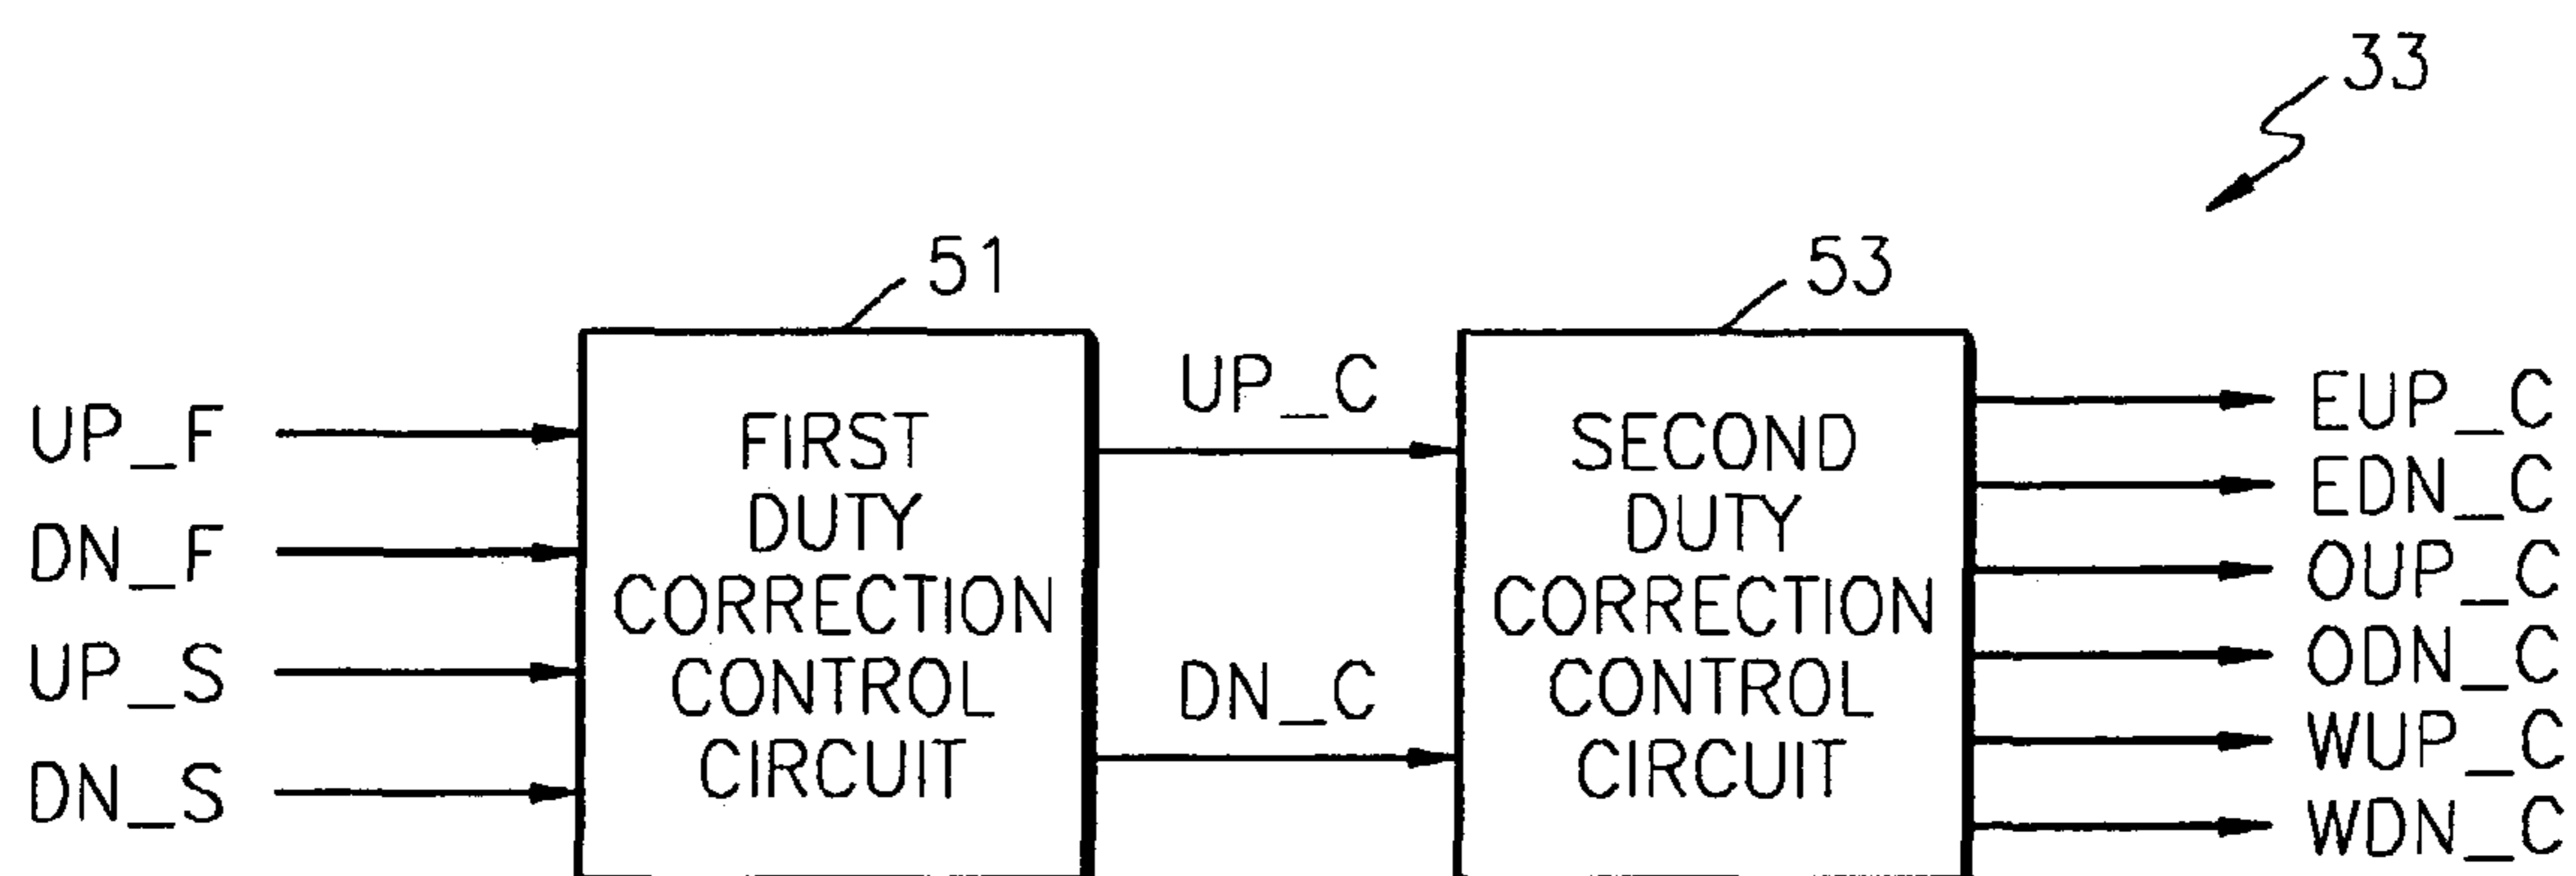 33
51
53
UP_F
DN_F
UP_S
DN_S
FIRST
DUTY
CORRECTION
CONTROL
CIRCUIT
UP_C
DN_C
SECOND
DUTY
CORRECTION
CONTROL
CIRCUIT
EUP_C
EDN_C
OUP_C
ODN_C
WUP_C
WDN_C